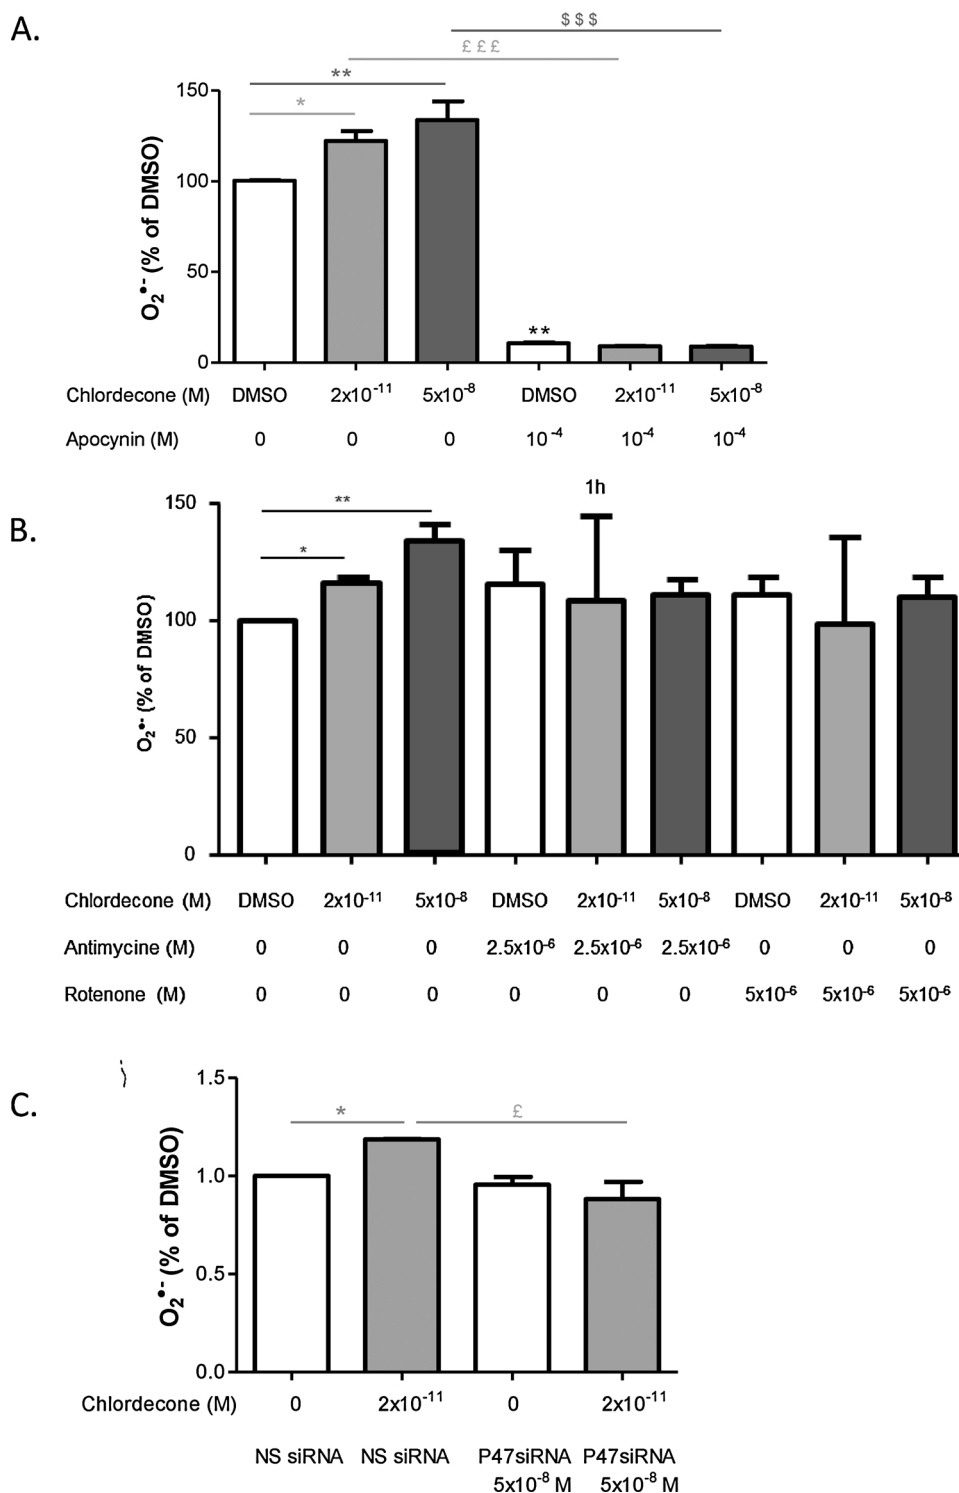 A.
$ $ $
£ £ £
**
*
150
100
50
0
O₂•- (% of DMSO)
**
Chlordecone (M) DMSO 2x10⁻¹¹ 5x10⁻⁸ DMSO 2x10⁻¹¹ 5x10⁻⁸
Apocynin (M) 0 0 0 10⁻⁴ 10⁻⁴ 10⁻⁴
B.
1h
**
*
150
100
50
0
O₂•- (% of DMSO)
Chlordecone (M) DMSO 2x10⁻¹¹ 5x10⁻⁸ DMSO 2x10⁻¹¹ 5x10⁻⁸ DMSO 2x10⁻¹¹ 5x10⁻⁸
Antimycine (M) 0 0 0 2.5x10⁻⁶ 2.5x10⁻⁶ 2.5x10⁻⁶ 0 0 0
Rotenone (M) 0 0 0 0 0 0 5x10⁻⁶ 5x10⁻⁶ 5x10⁻⁶
C.
* £
1.5
1.0
0.5
0.0
O₂•- (% of DMSO)
Chlordecone (M) 0 2x10⁻¹¹ 0 2x10⁻¹¹
NS siRNA NS siRNA P47siRNA P47siRNA
5x10⁻⁸ M 5x10⁻⁸ M